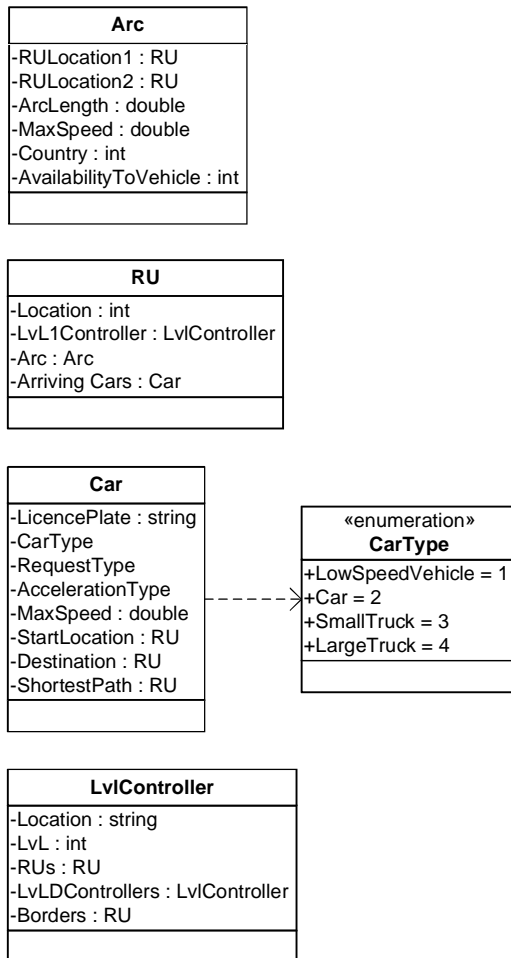 Arc
-RULocation1 : RU
-RULocation2 : RU
-ArcLength : double
-MaxSpeed : double
-Country : int
-AvailabilityToVehicle : int
RU
-Location : int
-LvL1Controller : LvlController
-Arc : Arc
-Arriving Cars : Car
Car
-LicencePlate : string
-CarType
-RequestType
-AccelerationType
-MaxSpeed : double
-StartLocation : RU
-Destination : RU
-ShortestPath : RU
«enumeration»
CarType
+LowSpeedVehicle = 1
+Car = 2
+SmallTruck = 3
+LargeTruck = 4
LvlController
-Location : string
-LvL : int
-RUs : RU
-LvLDControllers : LvlController
-Borders : RU